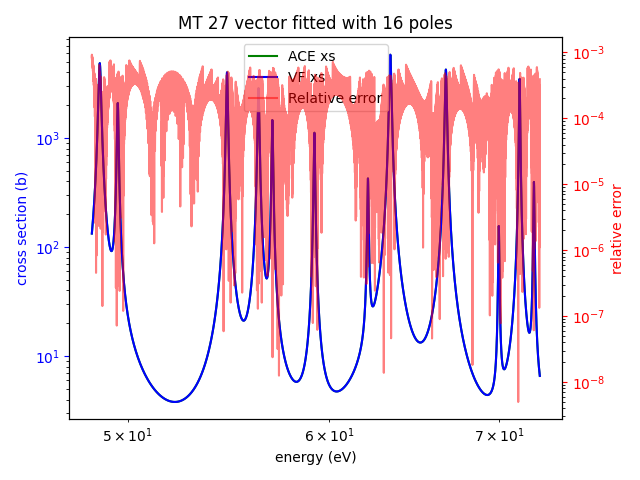 MT 27 vector fitted with 16 poles
ACE xs
VF xs
Relative error
cross section (b)
10³
10²
10¹
relative error
10⁻³
10⁻⁴
10⁻⁵
10⁻⁶
10⁻⁷
10⁻⁸
5 × 10¹
6 × 10¹
7 × 10¹
energy (eV)